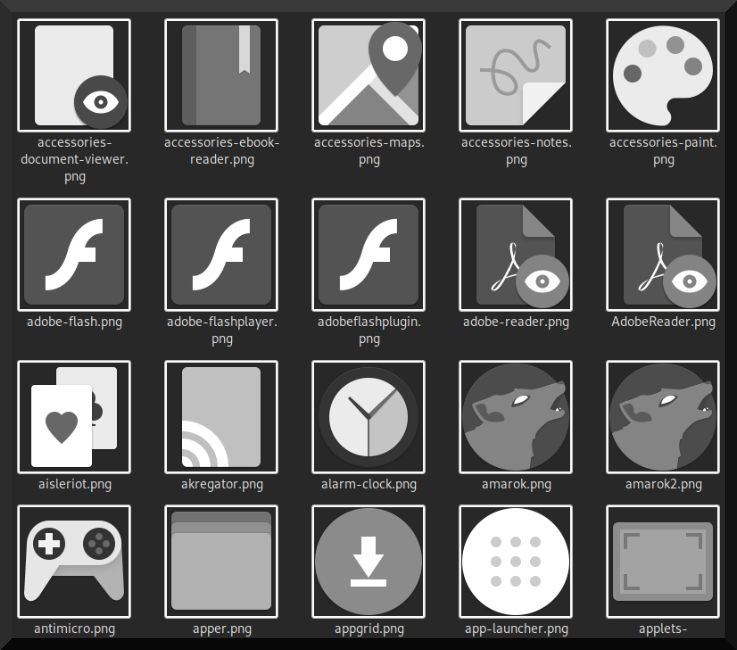 accessories-
document-viewer.
png
accessories-ebook-
reader.png
accessories-maps.
png
accessories-notes.
png
accessories-paint.
png
adobe-flash.png
adobe-flashplayer.
png
adobeflashplugin.
png
adobe-reader.png
AdobeReader.png
aisleriot.png
akregator.png
alarm-clock.png
amarok.png
amarok2.png
antimicro.png
apper.png
appgrid.png
app-launcher.png
applets-